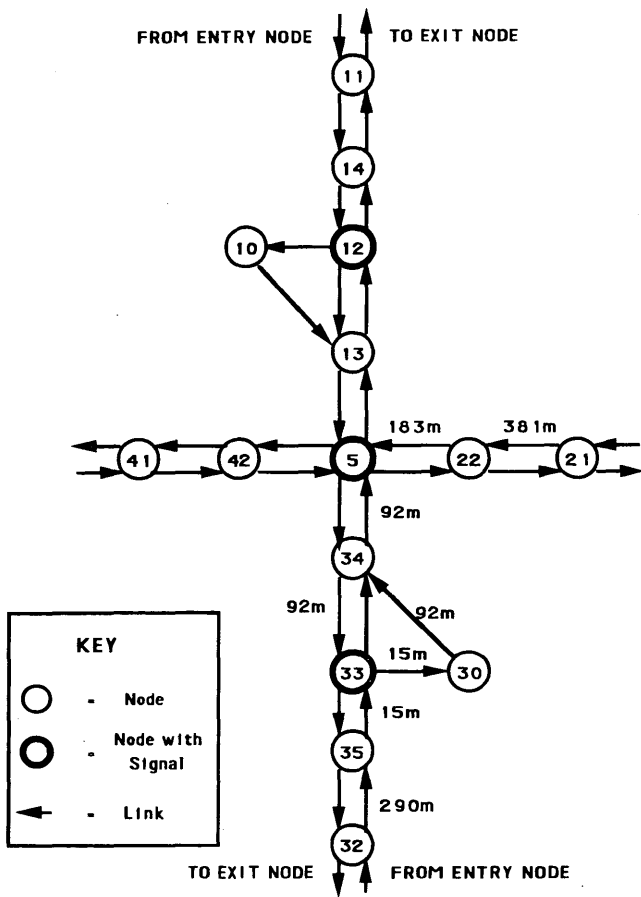 FROM ENTRY NODE
TO EXIT NODE
11
14
10
12
13
183m
381m
41
42
5
22
21
92m
34
92m
92m
KEY
15m
33
30
Node
15m
Node with
Signal
35
Link
290m
32
TO EXIT NODE
FROM ENTRY NODE